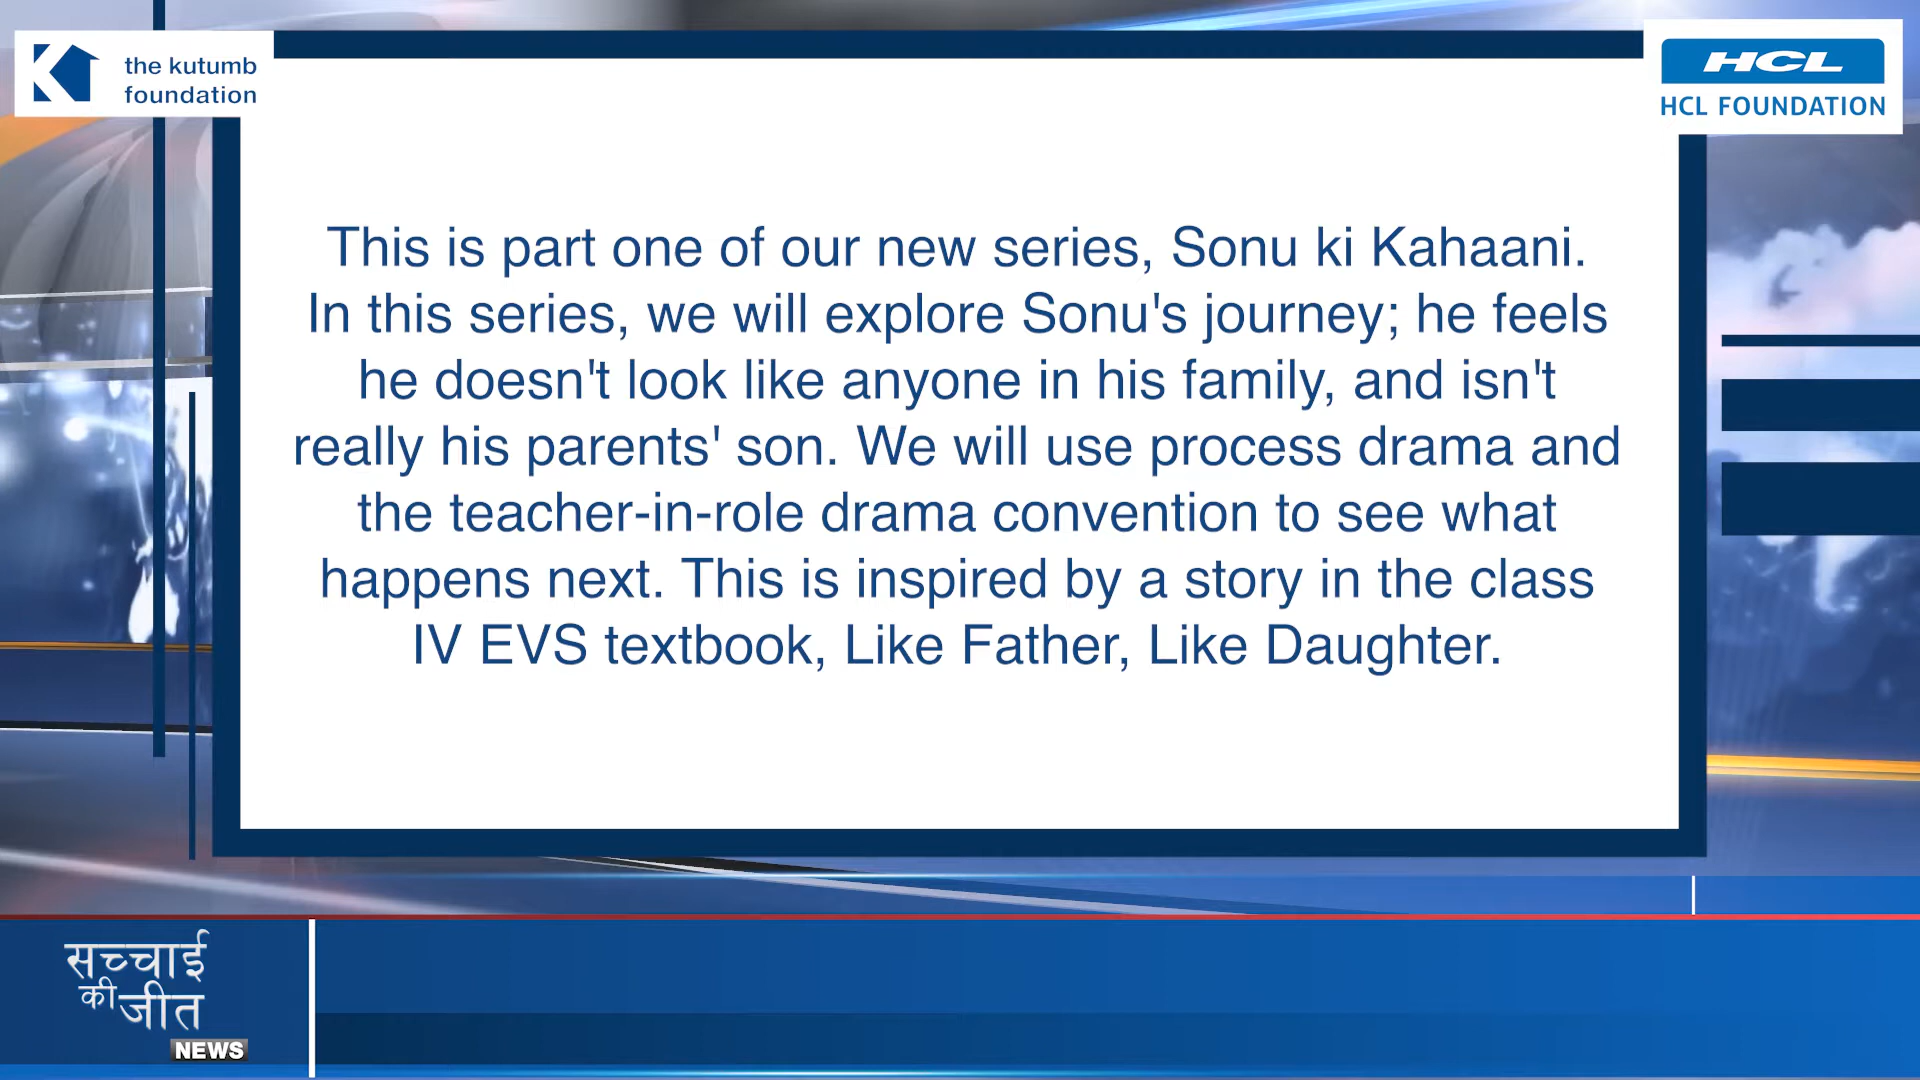 the kutumb
foundation
HCL
HCL FOUNDATION
This is part one of our new series, Sonu ki Kahaani.
In this series, we will explore Sonu's journey; he feels
he doesn't look like anyone in his family, and isn't
really his parents' son. We will use process drama and
the teacher-in-role drama convention to see what
happens next. This is inspired by a story in the class
IV EVS textbook, Like Father, Like Daughter.
सच्चाई
की जीत
NEWS